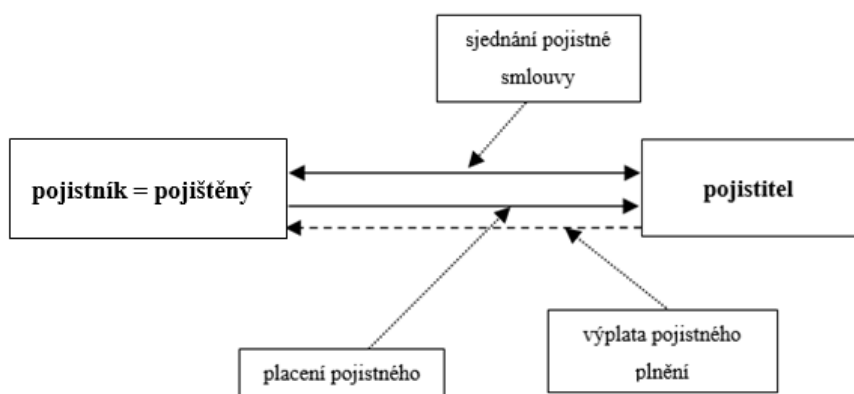 sjednání pojistné
smlouvy
pojistník = pojištěný
pojistitel
placení pojistného
výplata pojistného
plnění